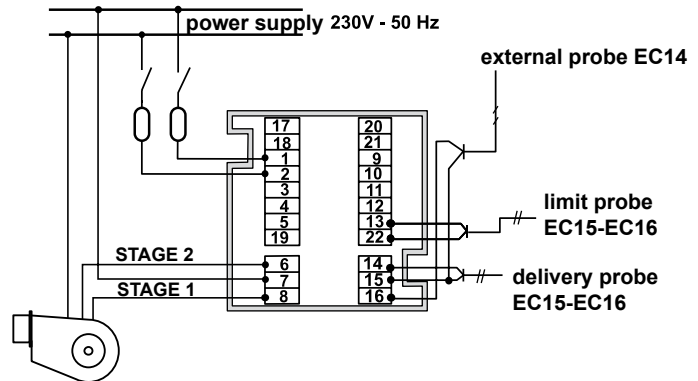 power supply 230V - 50 Hz
external probe EC14
17 20
18 21
1 9
2 10
3 11
4 12
5 13
19 22
limit probe
EC15-EC16
STAGE 2
6 14
7 15
STAGE 1
8 16
delivery probe
EC15-EC16